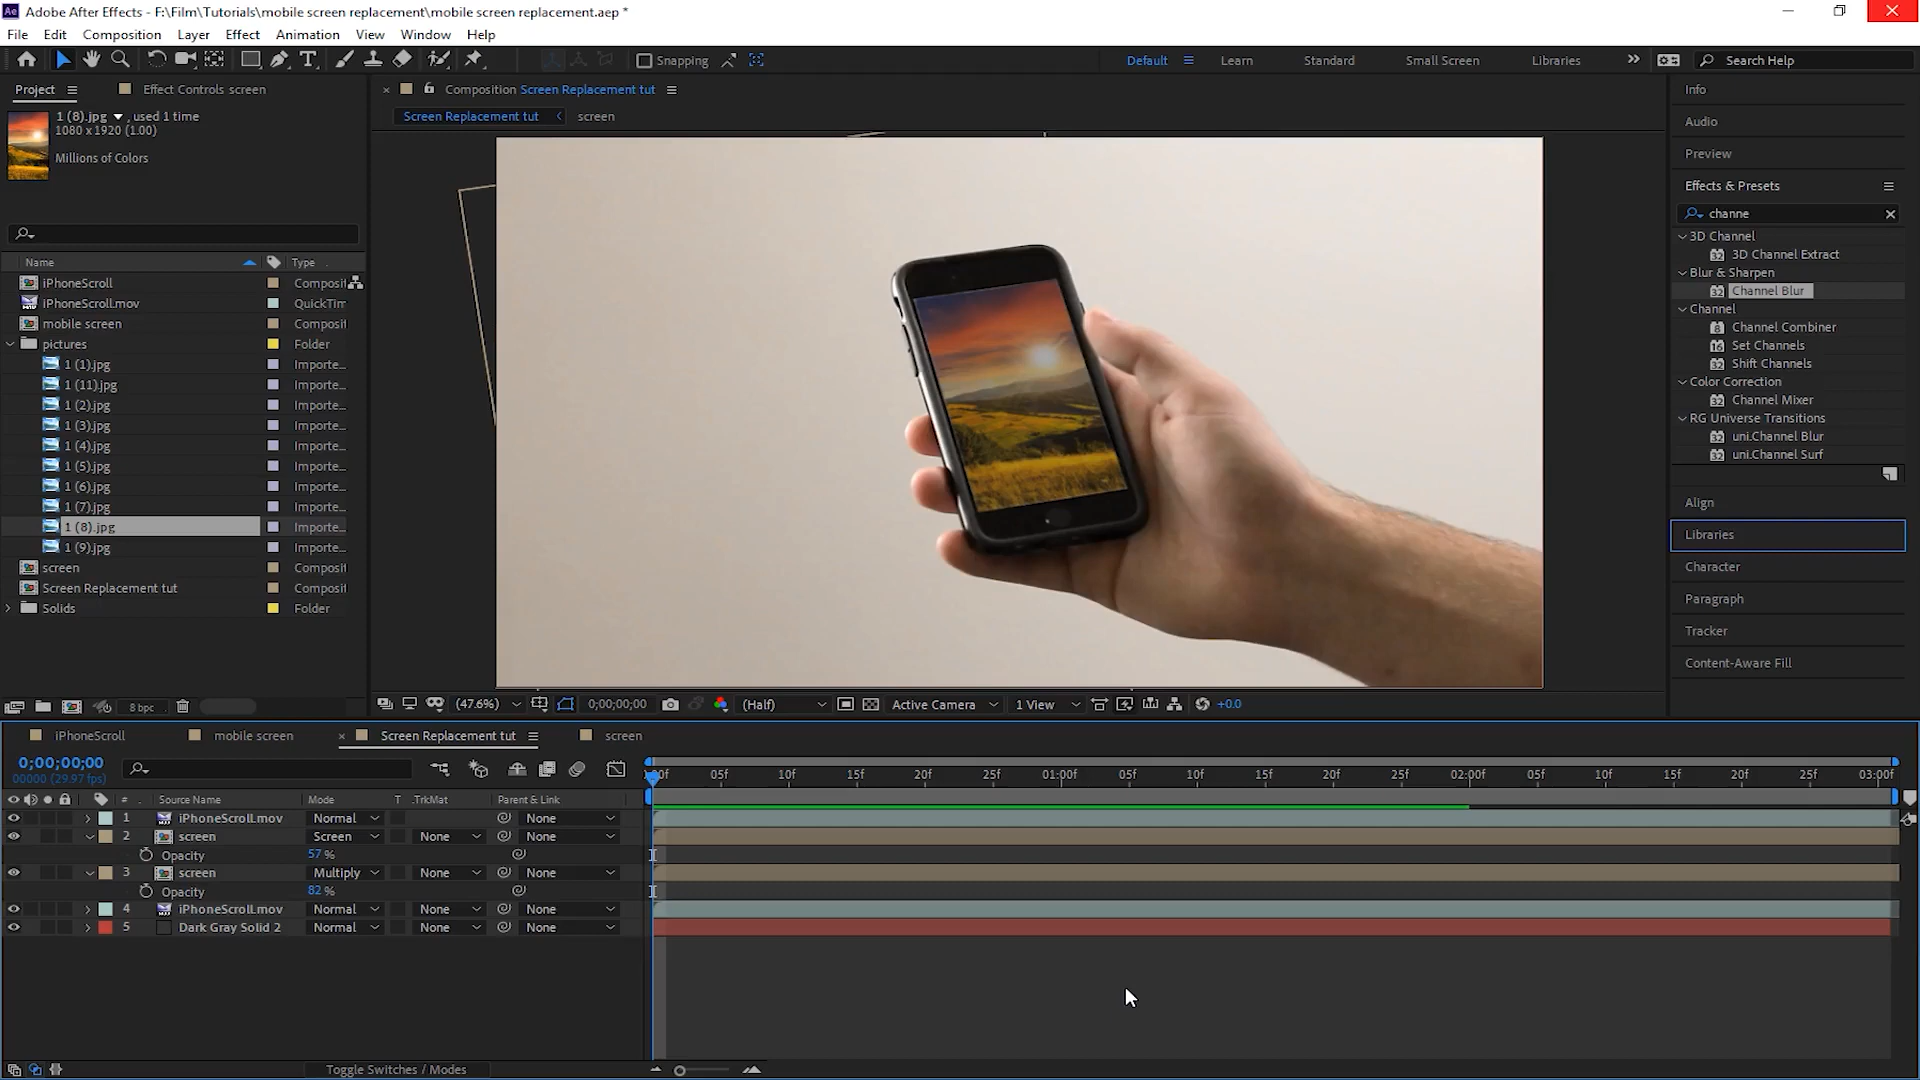 Adobe After Effects - F:\Film\Tutorials\mobile screen replacement\mobile screen replacement.aep *
File Edit Composition Layer Effect Animation View Window Help
Snapping Default Learn Standard Small Screen Libraries Search Help
Project Effect Controls screen
Composition Screen Replacement tut
Screen Replacement tut screen
1 (8).jpg , used 1 time
1080 x 1920 (1.00)
Millions of Colors
Name Type
iPhoneScroll Composit
iPhoneScroll.mov QuickTim
mobile screen Composit
pictures Folder
1 (1).jpg Importe...
1 (11).jpg Importe...
1 (2).jpg Importe...
1 (3).jpg Importe...
1 (4).jpg Importe...
1 (5).jpg Importe...
1 (6).jpg Importe...
1 (7).jpg Importe...
1 (8).jpg Importe...
1 (9).jpg Importe...
screen Composit
Screen Replacement tut Composit
Solids Folder
8 bpc
(47.6%) 0;00;00;00 (Half) Active Camera 1 View +0.0
Info
Audio
Preview
Effects & Presets
channe
3D Channel
3D Channel Extract
Blur & Sharpen
Channel Blur
Channel
Channel Combiner
Set Channels
Shift Channels
Color Correction
Channel Mixer
RG Universe Transitions
uni.Channel Blur
uni.Channel Surf
Align
Libraries
Character
Paragraph
Tracker
Content-Aware Fill
iPhoneScroll mobile screen Screen Replacement tut screen
0;00;00;00
00000 (29.97 fps)
05f 10f 15f 20f 25f 01:00f 05f 10f 15f 20f 25f 02:00f 05f 10f 15f 20f 25f 03:00f
# Source Name Mode T .TrkMat Parent & Link
1 iPhoneScroll.mov Normal None
2 screen Screen None None
Opacity 57 %
3 screen Multiply None None
Opacity 82 %
4 iPhoneScroll.mov Normal None None
5 Dark Gray Solid 2 Normal None None
Toggle Switches / Modes